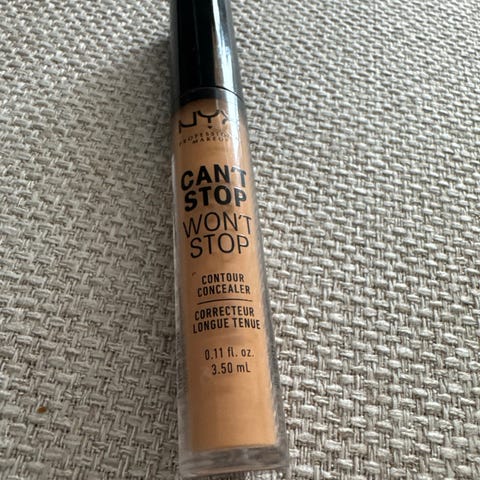 NYX
PROFESSIONAL
MAKEUP
CAN'T
STOP
WON'T
STOP
CONTOUR
CONCEALER
CORRECTEUR
LONGUE TENUE
0.11 fl. oz.
3.50 mL